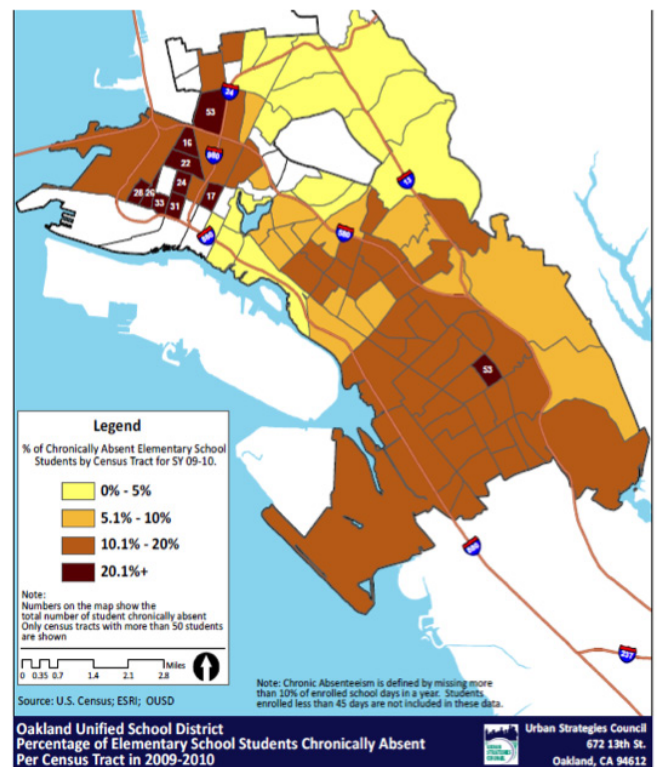 24
53
16
980
22
13
24
28 26
17
33 31
880
580
53
880
237
Legend
% of Chronically Absent Elementary School
Students by Census Tract for SY 09-10.
0% - 5%
5.1% - 10%
10.1% - 20%
20.1%+
Note:
Numbers on the map show the
total number of student chronically absent
Only census tracts with more than 50 students
are shown
Miles
0 0.35 0.7 1.4 2.1 2.8
Source: U.S. Census; ESRI; OUSD
Note: Chronic Absenteeism is defined by missing more
than 10% of enrolled school days in a year. Students
enrolled less than 45 days are not included in these data.
Oakland Unified School District
Percentage of Elementary School Students Chronically Absent
Per Census Tract in 2009-2010
URBAN
STRATEGIES
COUNCIL
Urban Strategies Council
672 13th St.
Oakland, CA 94612